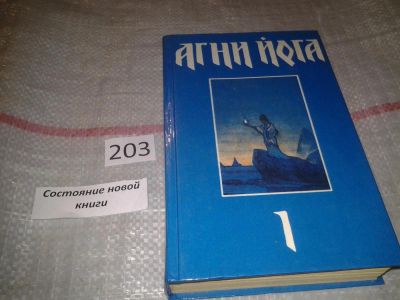 АГНИ ЙОГА
203
Состояние новой
книги
1